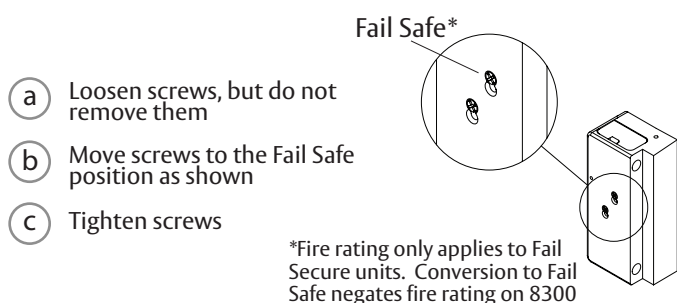 Fail Safe*
a
Loosen screws, but do not
remove them
b
Move screws to the Fail Safe
position as shown
c
Tighten screws
*Fire rating only applies to Fail
Secure units. Conversion to Fail
Safe negates fire rating on 8300